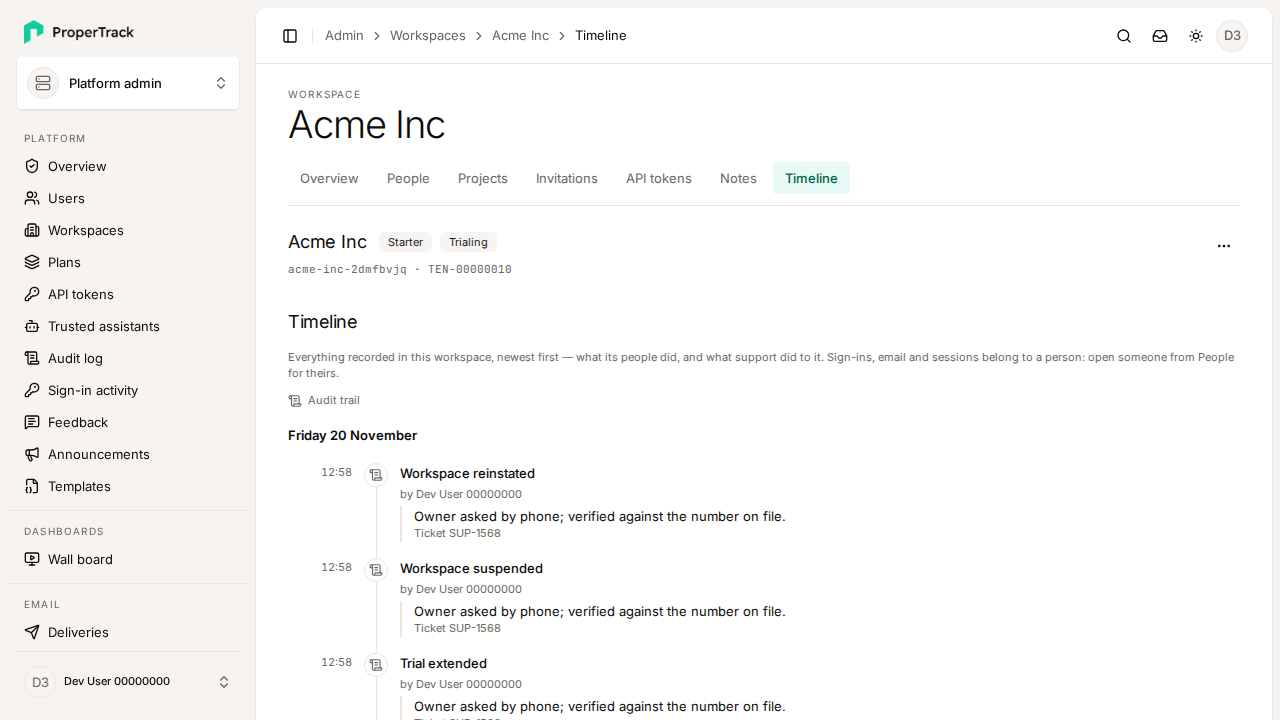 ProperTrack
Platform admin
PLATFORM
Overview
Users
Workspaces
Plans
API tokens
Trusted assistants
Audit log
Sign-in activity
Feedback
Announcements
Templates
DASHBOARDS
Wall board
EMAIL
Deliveries
D3 Dev User 00000000
Admin > Workspaces > Acme Inc > Timeline
D3
WORKSPACE
Acme Inc
Overview People Projects Invitations API tokens Notes Timeline
Acme Inc Starter Trialing
acme-inc-2dmfbvjq · TEN-00000010
Timeline
Everything recorded in this workspace, newest first — what its people did, and what support did to it. Sign-ins, email and sessions belong to a person: open someone from People
for theirs.
Audit trail
Friday 20 November
12:58 Workspace reinstated
by Dev User 00000000
Owner asked by phone; verified against the number on file.
Ticket SUP-1568
12:58 Workspace suspended
by Dev User 00000000
Owner asked by phone; verified against the number on file.
Ticket SUP-1568
12:58 Trial extended
by Dev User 00000000
Owner asked by phone; verified against the number on file.